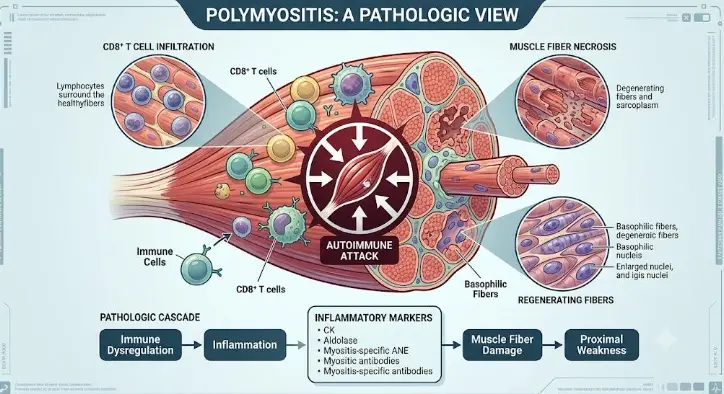 POLYMYOSITIS: A PATHOLOGIC VIEW
CD8⁺ T CELL INFILTRATION
Lymphocytes
surround the
healthyfibers
CD8⁺ T cells
MUSCLE FIBER NECROSIS
Degenerating
fibers and
sarcoplasm
AUTOIMMUNE
ATTACK
Immune
Cells
CD8⁺ T cells
Basophilic
Fibers
Basophilic fibers,
degeneraic fibers
Basophilic
nucleis
Enlarged nuclei,
and igis nuclei
REGENERATING FIBERS
PATHOLOGIC CASCADE
Immune
Dysregulation
Inflammation
INFLAMMATORY MARKERS
• CK
• Aldolase
• Myositis-specific ANE
• Myositic antibodies
• Myositis-specific antibodies
Muscle Fiber
Damage
Proximal
Weakness